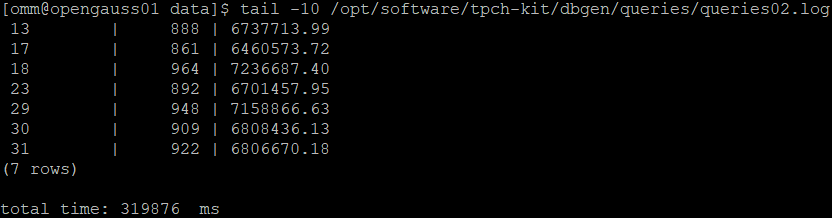 [omm@opengauss01 data]$ tail -10 /opt/software/tpch-kit/dbgen/queries/queries02.log
 13        |     888 | 6737713.99
 17        |     861 | 6460573.72
 18        |     964 | 7236687.40
 23        |     892 | 6701457.95
 29        |     948 | 7158866.63
 30        |     909 | 6808436.13
 31        |     922 | 6806670.18
(7 rows)

total time: 319876  ms